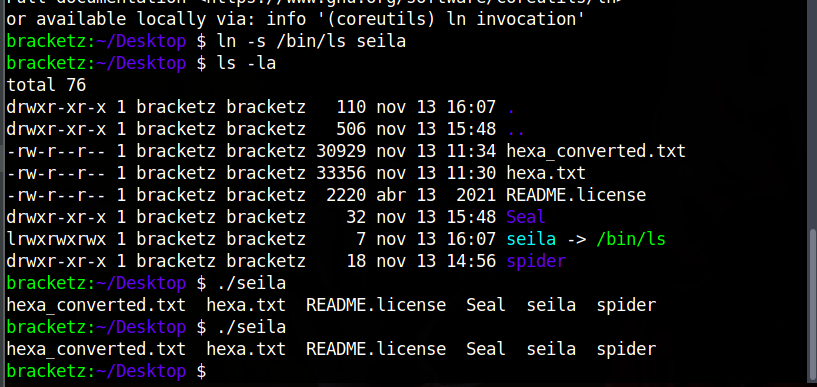 or available locally via: info '(coreutils) ln invocation'
bracketz:~/Desktop $ ln -s /bin/ls seila
bracketz:~/Desktop $ ls -la
total 76
drwxr-xr-x 1 bracketz bracketz   110 nov 13 16:07 .
drwxr-xr-x 1 bracketz bracketz   506 nov 13 15:48 ..
-rw-r--r-- 1 bracketz bracketz 30929 nov 13 11:34 hexa_converted.txt
-rw-r--r-- 1 bracketz bracketz 33356 nov 13 11:30 hexa.txt
-rw-r--r-- 1 bracketz bracketz  2220 abr 13  2021 README.license
drwxr-xr-x 1 bracketz bracketz    32 nov 13 15:48 Seal
lrwxrwxrwx 1 bracketz bracketz     7 nov 13 16:07 seila -> /bin/ls
drwxr-xr-x 1 bracketz bracketz    18 nov 13 14:56 spider
bracketz:~/Desktop $ ./seila
hexa_converted.txt  hexa.txt  README.license  Seal  seila  spider
bracketz:~/Desktop $ ./seila
hexa_converted.txt  hexa.txt  README.license  Seal  seila  spider
bracketz:~/Desktop $